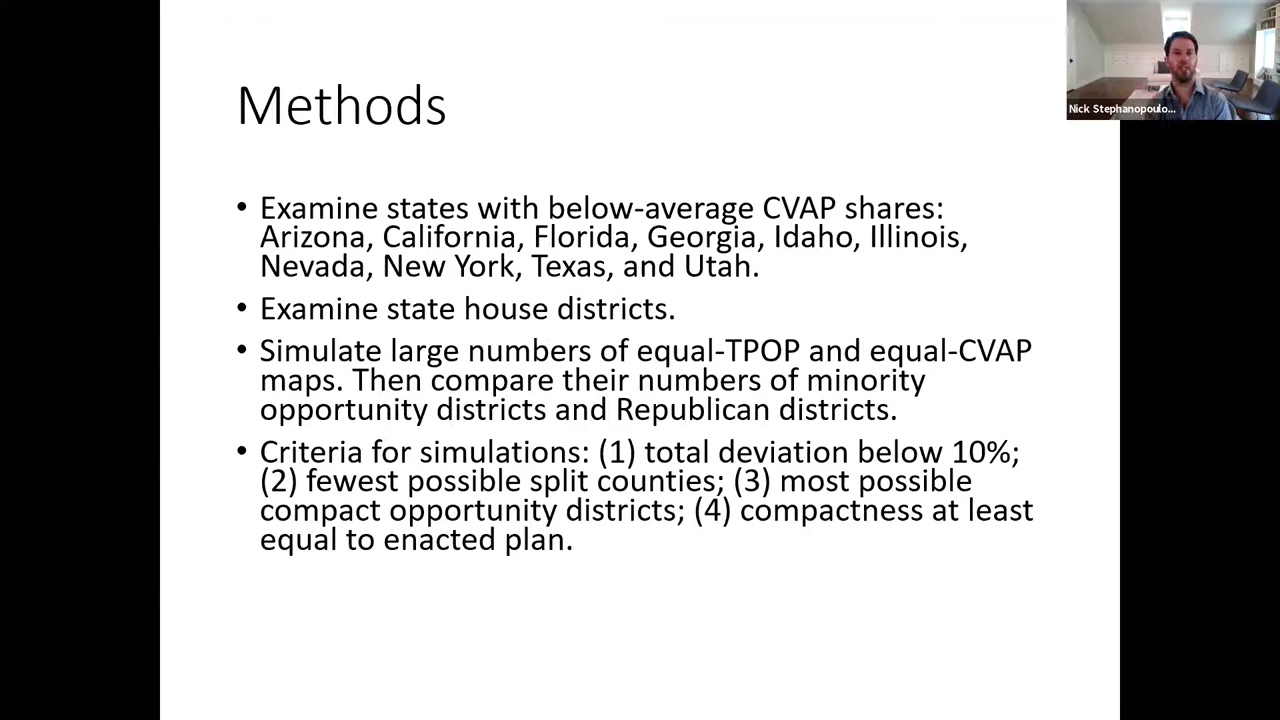 Nick Stephanopoulo...
Methods
• Examine states with below-average CVAP shares:
Arizona, California, Florida, Georgia, Idaho, Illinois,
Nevada, New York, Texas, and Utah.
• Examine state house districts.
• Simulate large numbers of equal-TPOP and equal-CVAP
maps. Then compare their numbers of minority
opportunity districts and Republican districts.
• Criteria for simulations: (1) total deviation below 10%;
(2) fewest possible split counties; (3) most possible
compact opportunity districts; (4) compactness at least
equal to enacted plan.